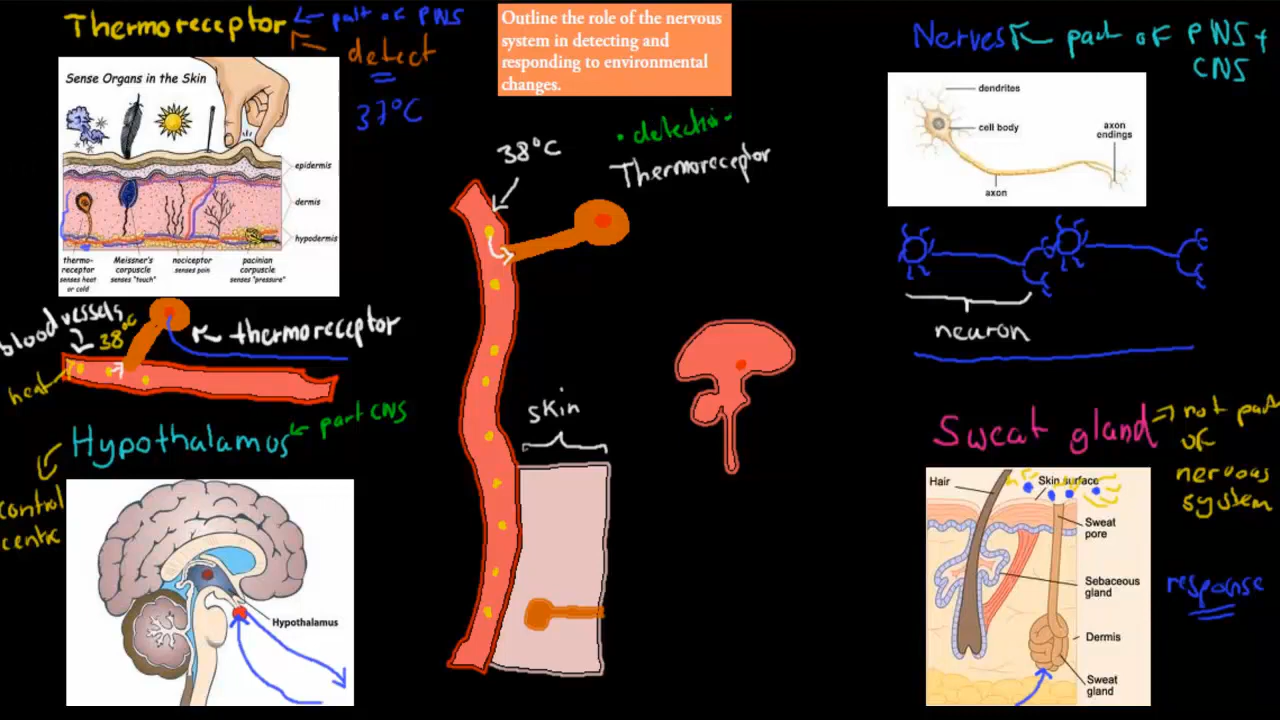 Thermoreceptor
part of PNS
detect
37°C
Sense Organs in the Skin
epidermis
dermis
hypodermis
thermo-
receptor
senses heat
or cold
Meissner's
corpuscle
senses "touch"
nociceptor
senses pain
pacinian
corpuscle
senses "pressure"
blood vessels
38°C
thermoreceptor
heat
Hypothalamus
part CNS
control
centre
Hypothalamus
Outline the role of the nervous
system in detecting and
responding to environmental
changes.
• detection •
38°C
Thermoreceptor
skin
Nerves
part of PNS +
CNS
dendrites
cell body
axon
endings
axon
neuron
Sweat gland
not part
of
nervous
system
Hair
Skin surface
Sweat
pore
Sebaceous
gland
Dermis
Sweat
gland
response